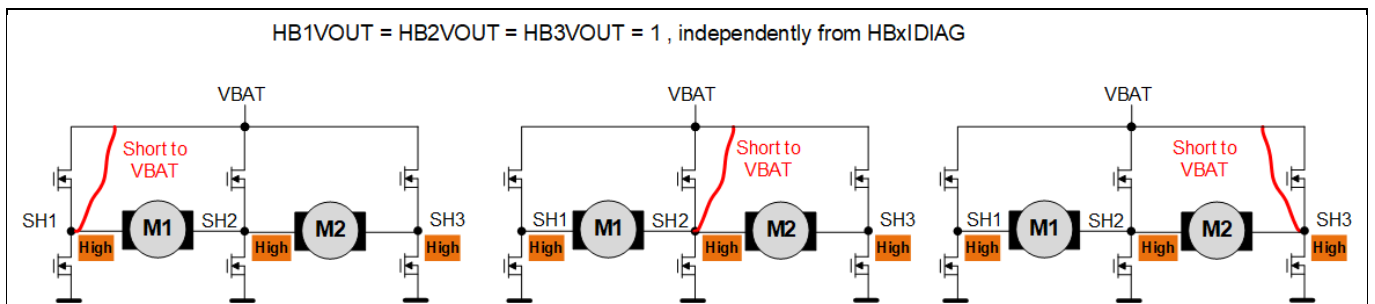 HB1VOUT = HB2VOUT = HB3VOUT = 1 , independently from HBxIDIAG
VBAT
Short to
VBAT
SH1
M1
SH2
M2
SH3
High
High
High
VBAT
Short to
VBAT
SH1
M1
SH2
M2
SH3
High
High
High
VBAT
Short to
VBAT
SH1
M1
SH2
M2
SH3
High
High
High